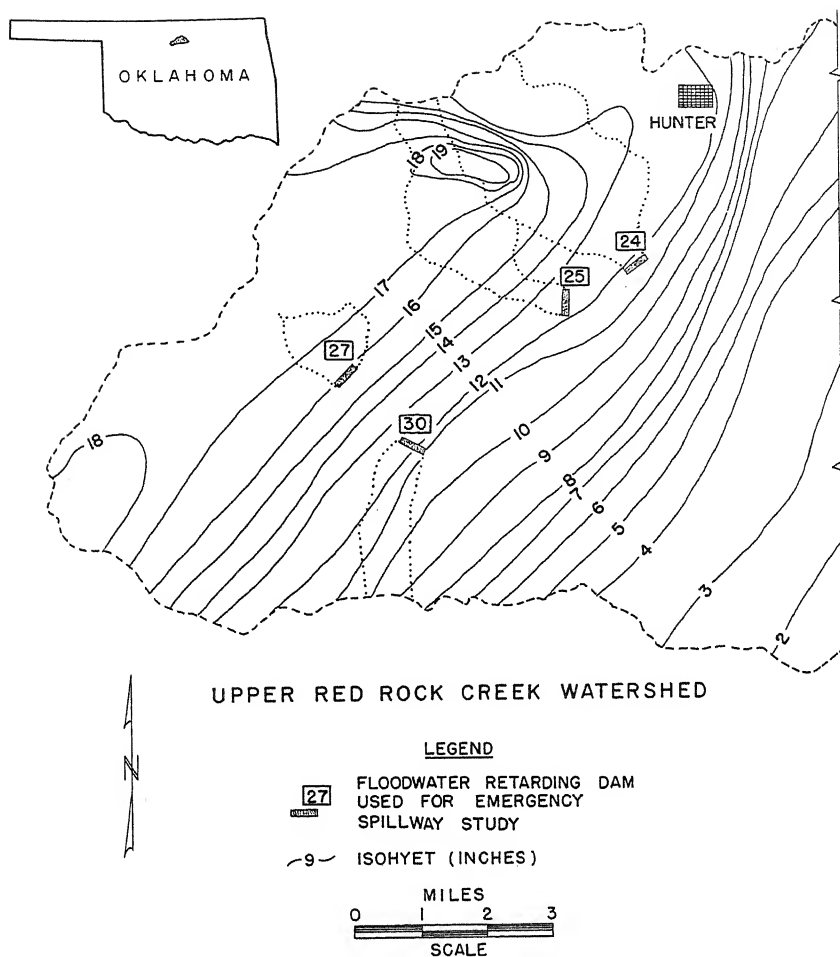 OKLAHOMA
HUNTER
18
19
24
25
17
16
27
15
14
13
12
11
30
18
10
9
8
7
6
5
4
3
2
UPPER RED ROCK CREEK WATERSHED
LEGEND
27
FLOODWATER RETARDING DAM
USED FOR EMERGENCY
SPILLWAY STUDY
9
ISOHYET (INCHES)
N
MILES
0 1 2 3
SCALE